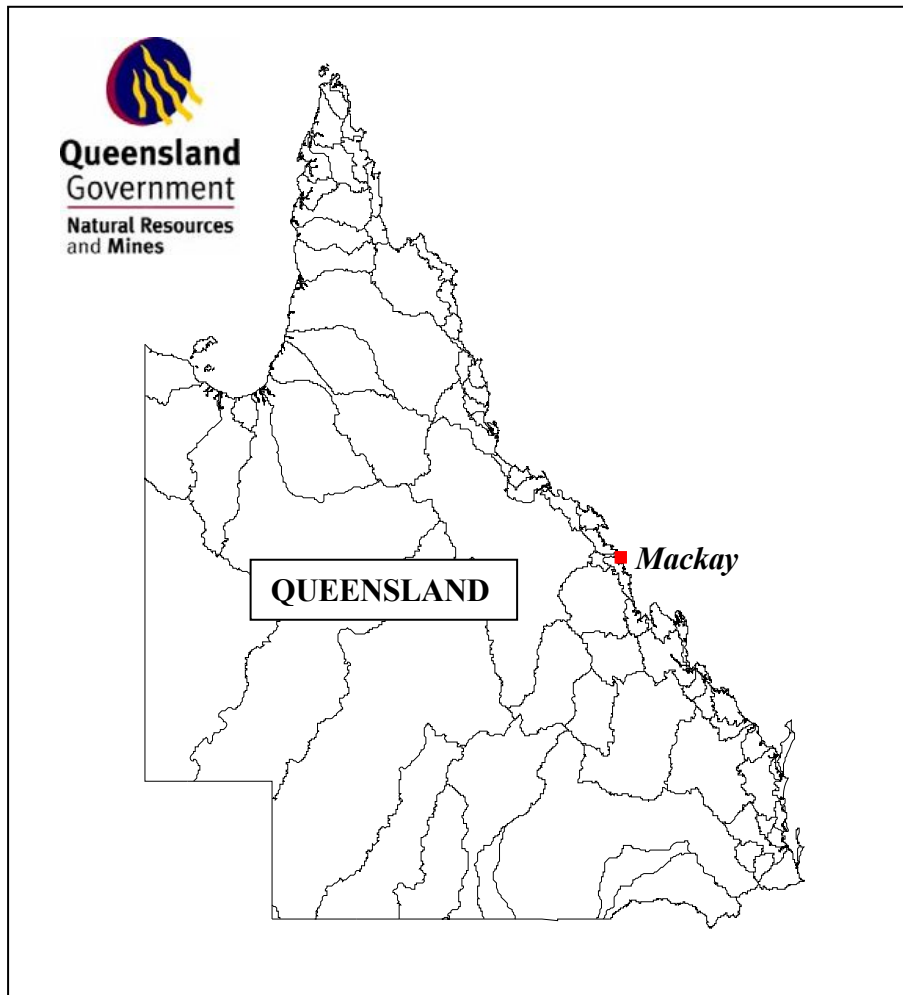 Queensland
Government
Natural Resources
and Mines
Mackay
QUEENSLAND